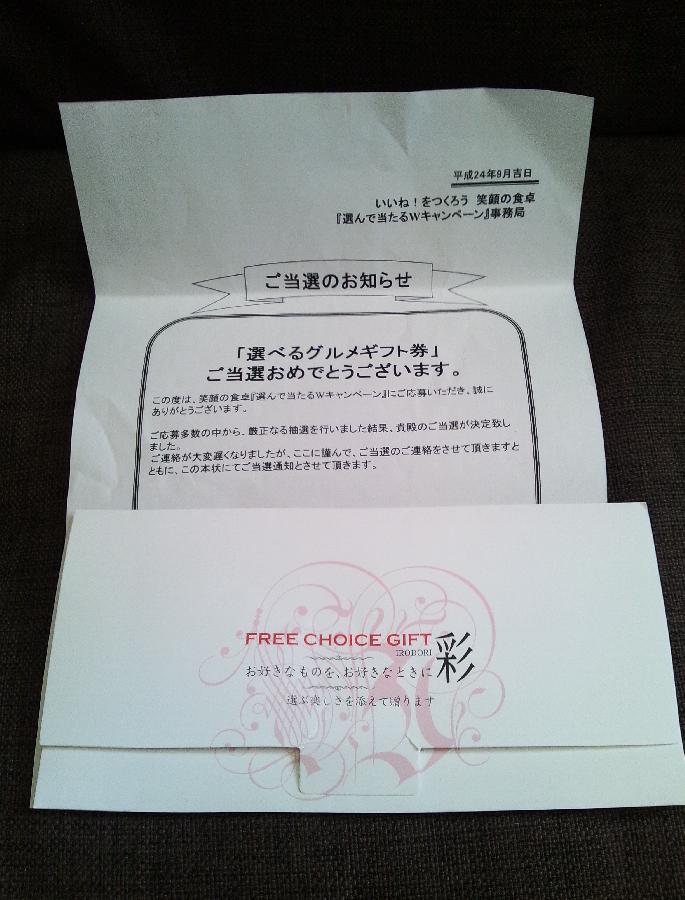 平成24年9月吉日
いいね！をつくろう 笑顔の食卓
『選んで当たるWキャンペーン』事務局
ご当選のお知らせ
「選べるグルメギフト券」
ご当選おめでとうございます。
この度は、笑顔の食卓『選んで当たるWキャンペーン』にご応募いただき、誠に
ありがとうございます。
ご応募多数の中から、厳正なる抽選を行いました結果、貴殿のご当選が決定致し
ました。
ご連絡が大変遅くなりましたが、ここに謹んで、ご当選のご連絡をさせて頂きますと
ともに、この本状にてご当選通知とさせて頂きます。
FREE CHOICE GIFT 彩
IRODORI
お好きなものを、お好きなときに
選ぶ楽しさを添えて贈ります